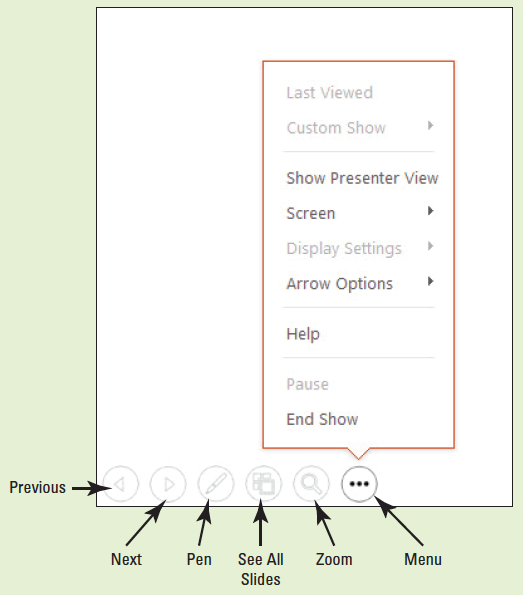 Last Viewed
Custom Show
Show Presenter View
Screen
Display Settings
Arrow Options
Help
Pause
End Show
Previous
Next
Pen
See All
Slides
Zoom
Menu